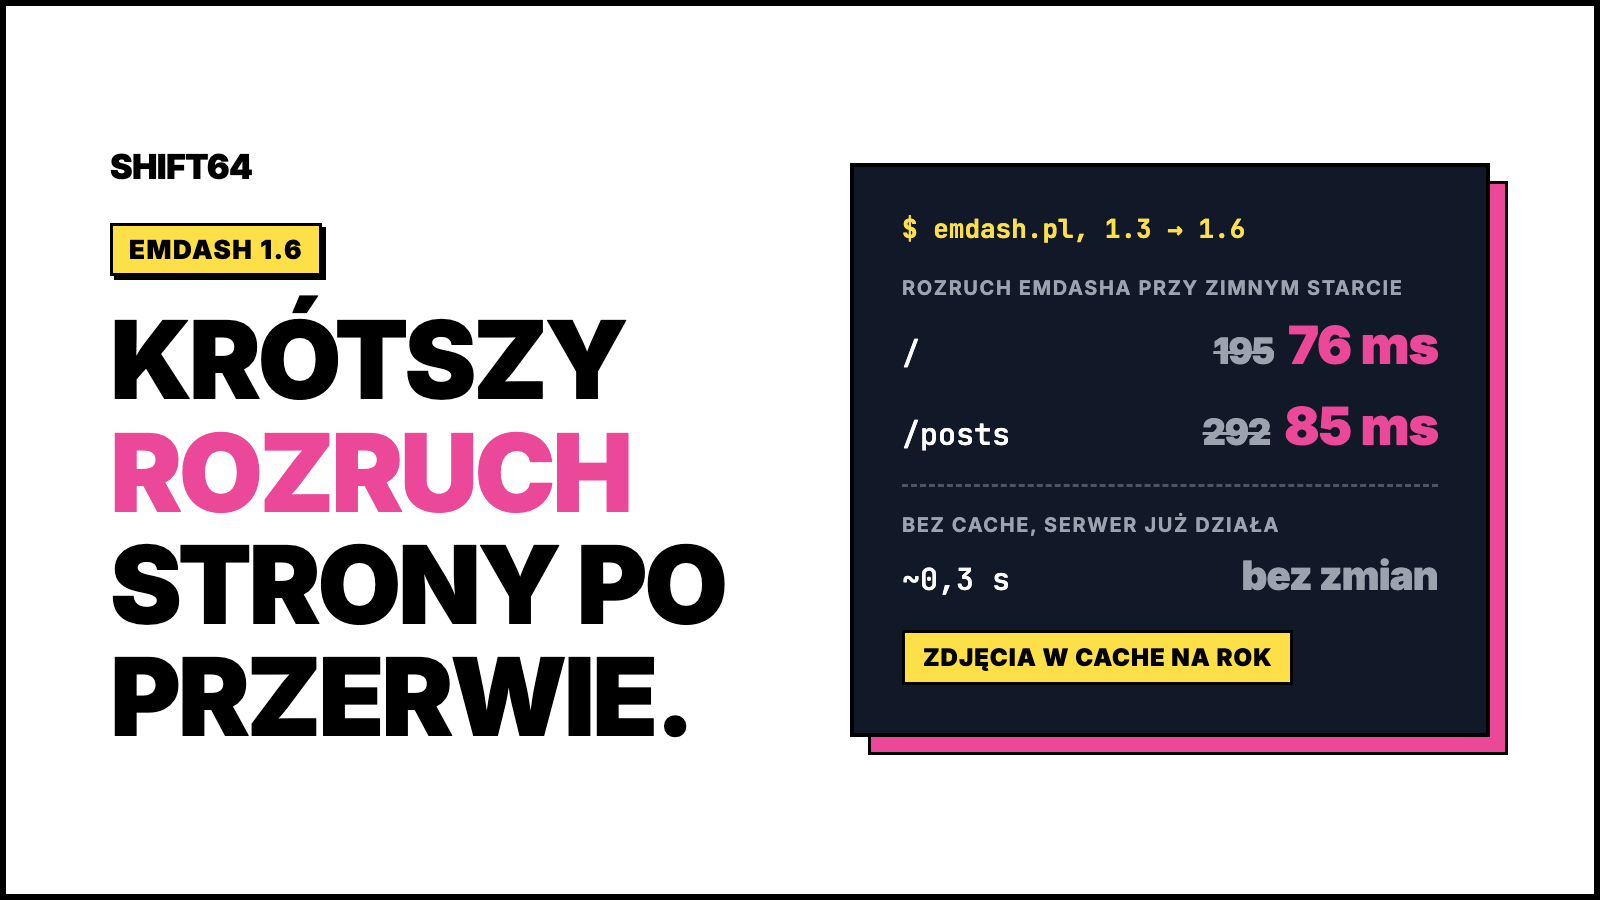 SHIFT64
EMDASH 1.6
KRÓTSZY
ROZRUCH
STRONY PO
PRZERWIE.
$ emdash.pl, 1.3 → 1.6
ROZRUCH EMDASHA PRZY ZIMNYM STARCIE
/ 195 76 ms
/posts 292 85 ms
BEZ CACHE, SERWER JUŻ DZIAŁA
~0,3 s bez zmian
ZDJĘCIA W CACHE NA ROK